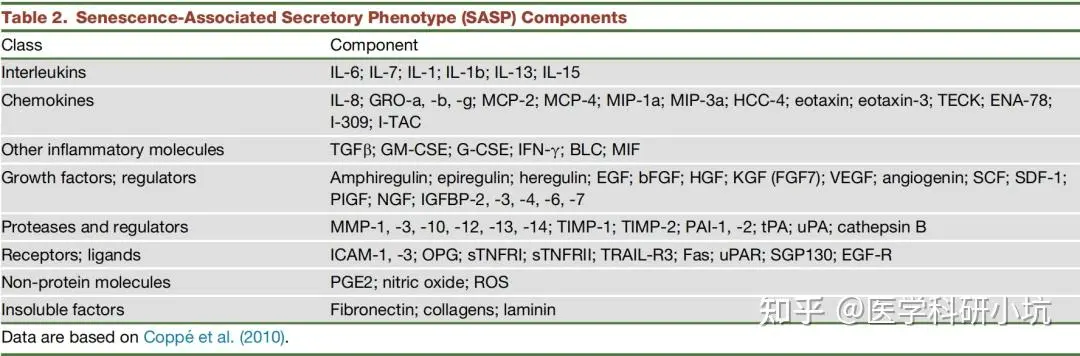 Table 2. Senescence-Associated Secretory Phenotype (SASP) Components
Class Component
Interleukins IL-6; IL-7; IL-1; IL-1b; IL-13; IL-15
Chemokines IL-8; GRO-a, -b, -g; MCP-2; MCP-4; MIP-1a; MIP-3a; HCC-4; eotaxin; eotaxin-3; TECK; ENA-78;
I-309; I-TAC
Other inflammatory molecules TGFβ; GM-CSE; G-CSE; IFN-γ; BLC; MIF
Growth factors; regulators Amphiregulin; epiregulin; heregulin; EGF; bFGF; HGF; KGF (FGF7); VEGF; angiogenin; SCF; SDF-1;
PIGF; NGF; IGFBP-2, -3, -4, -6, -7
Proteases and regulators MMP-1, -3, -10, -12, -13, -14; TIMP-1; TIMP-2; PAI-1, -2; tPA; uPA; cathepsin B
Receptors; ligands ICAM-1, -3; OPG; sTNFRI; sTNFRII; TRAIL-R3; Fas; uPAR; SGP130; EGF-R
Non-protein molecules PGE2; nitric oxide; ROS
Insoluble factors Fibronectin; collagens; laminin
知乎 @医学科研小坑
Data are based on Coppé et al. (2010).